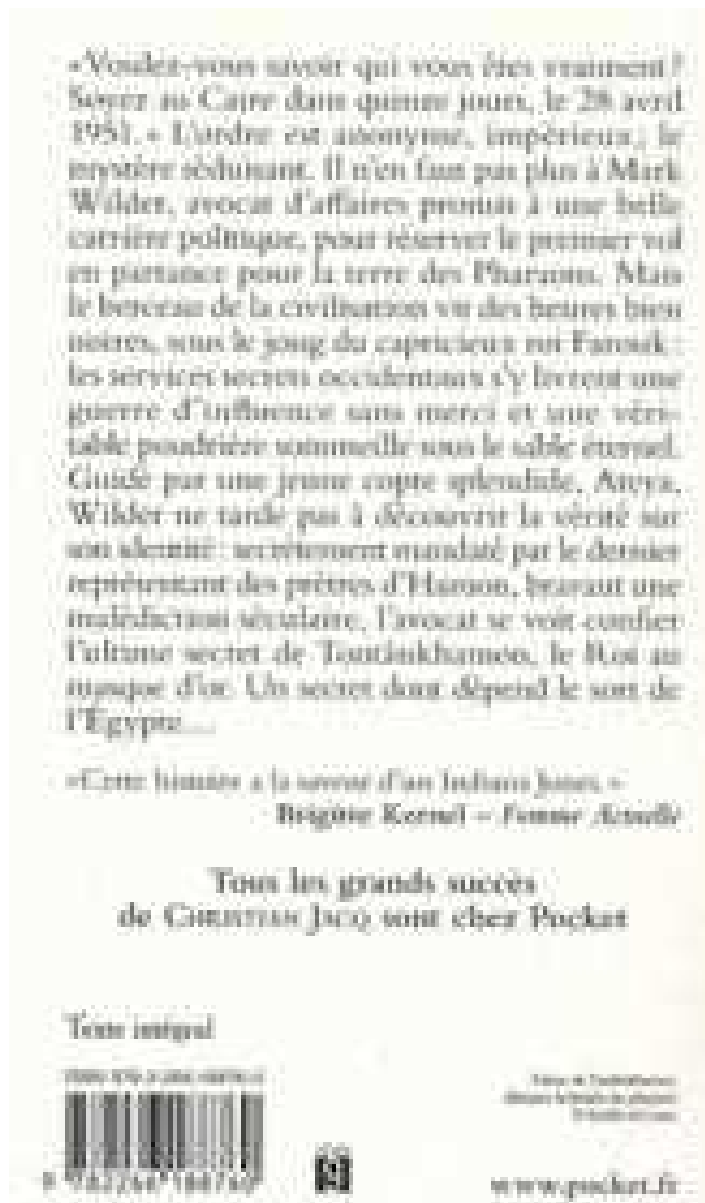 « Voulez-vous savoir qui vous êtes vraiment ?
Soyez au Caire dans quinze jours, le 28 avril
1951. » L'ordre est anonyme, impérieux ; le
mystère séduisant. Il n'en faut pas plus à Mark
Wilder, avocat d'affaires promis à une belle
carrière politique, pour réserver le premier vol
en partance pour la terre des Pharaons. Mais
le berceau de la civilisation vit des heures bien
noires, sous le joug du capricieux roi Farouk :
les services secrets occidentaux s'y livrent une
guerre d'influence sans merci et une véri-
table poudrière sommeille sous le sable éternel.
Guidé par une jeune copte splendide, Ateya,
Wilder ne tarde pas à découvrir la vérité sur
son identité : secrètement mandaté par le dernier
représentant des prêtres d'Hamon, bravant une
malédiction séculaire, l'avocat se voit confier
l'ultime secret de Toutânkhamon, le Roi au
masque d'or. Un secret dont dépend le sort de
l'Égypte...
« Cette histoire a la saveur d'un Indiana Jones. »
Brigitte Kernel – Femme Actuelle
Tous les grands succès
de CHRISTIAN JACQ sont chez Pocket
Texte intégral
www.pocket.fr